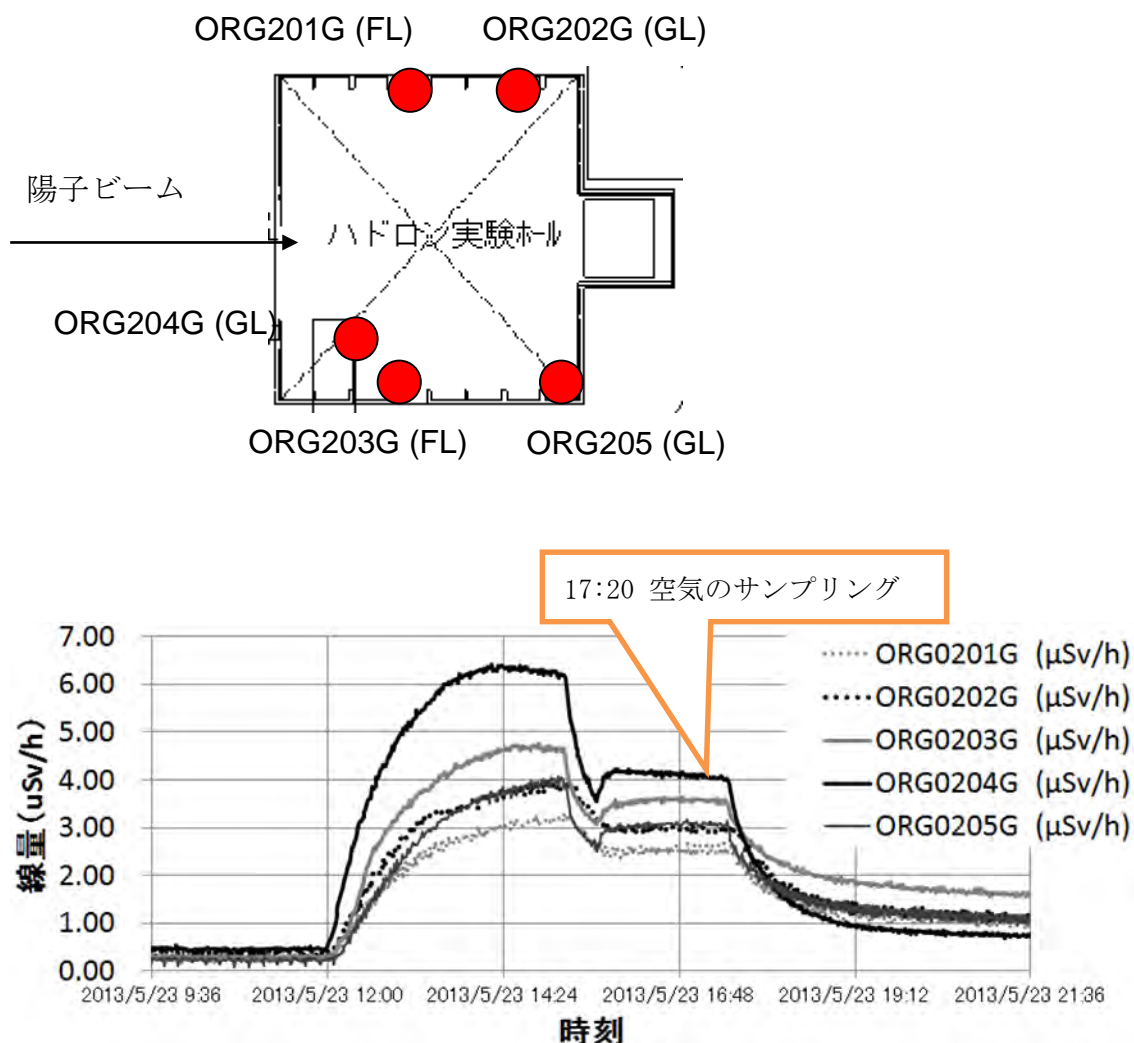 ORG201G (FL)
ORG202G (GL)
陽子ビーム
ハドロン実験ホール
ORG204G (GL)
ORG203G (FL)
ORG205 (GL)
17:20 空気のサンプリング
7.00
6.00
5.00
4.00
3.00
2.00
1.00
0.00
線量(uSv/h)
ORG0201G (μSv/h)
ORG0202G (μSv/h)
ORG0203G (μSv/h)
ORG0204G (μSv/h)
ORG0205G (μSv/h)
2013/5/23 9:36
2013/5/23 12:00
2013/5/23 14:24
2013/5/23 16:48
2013/5/23 19:12
2013/5/23 21:36
時刻